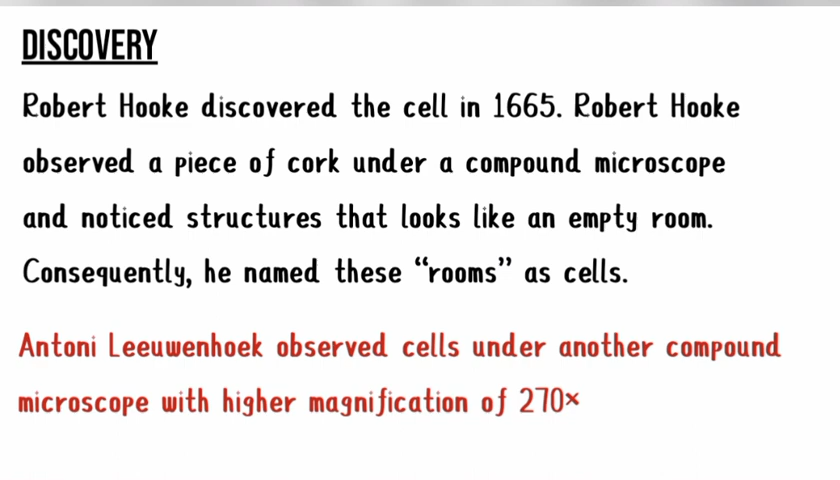 DISCOVERY
Robert Hooke discovered the cell in 1665. Robert Hooke
observed a piece of cork under a compound microscope
and noticed structures that looks like an empty room.
Consequently, he named these “rooms” as cells.
Antoni Leeuwenhoek observed cells under another compound
microscope with higher magnification of 270×